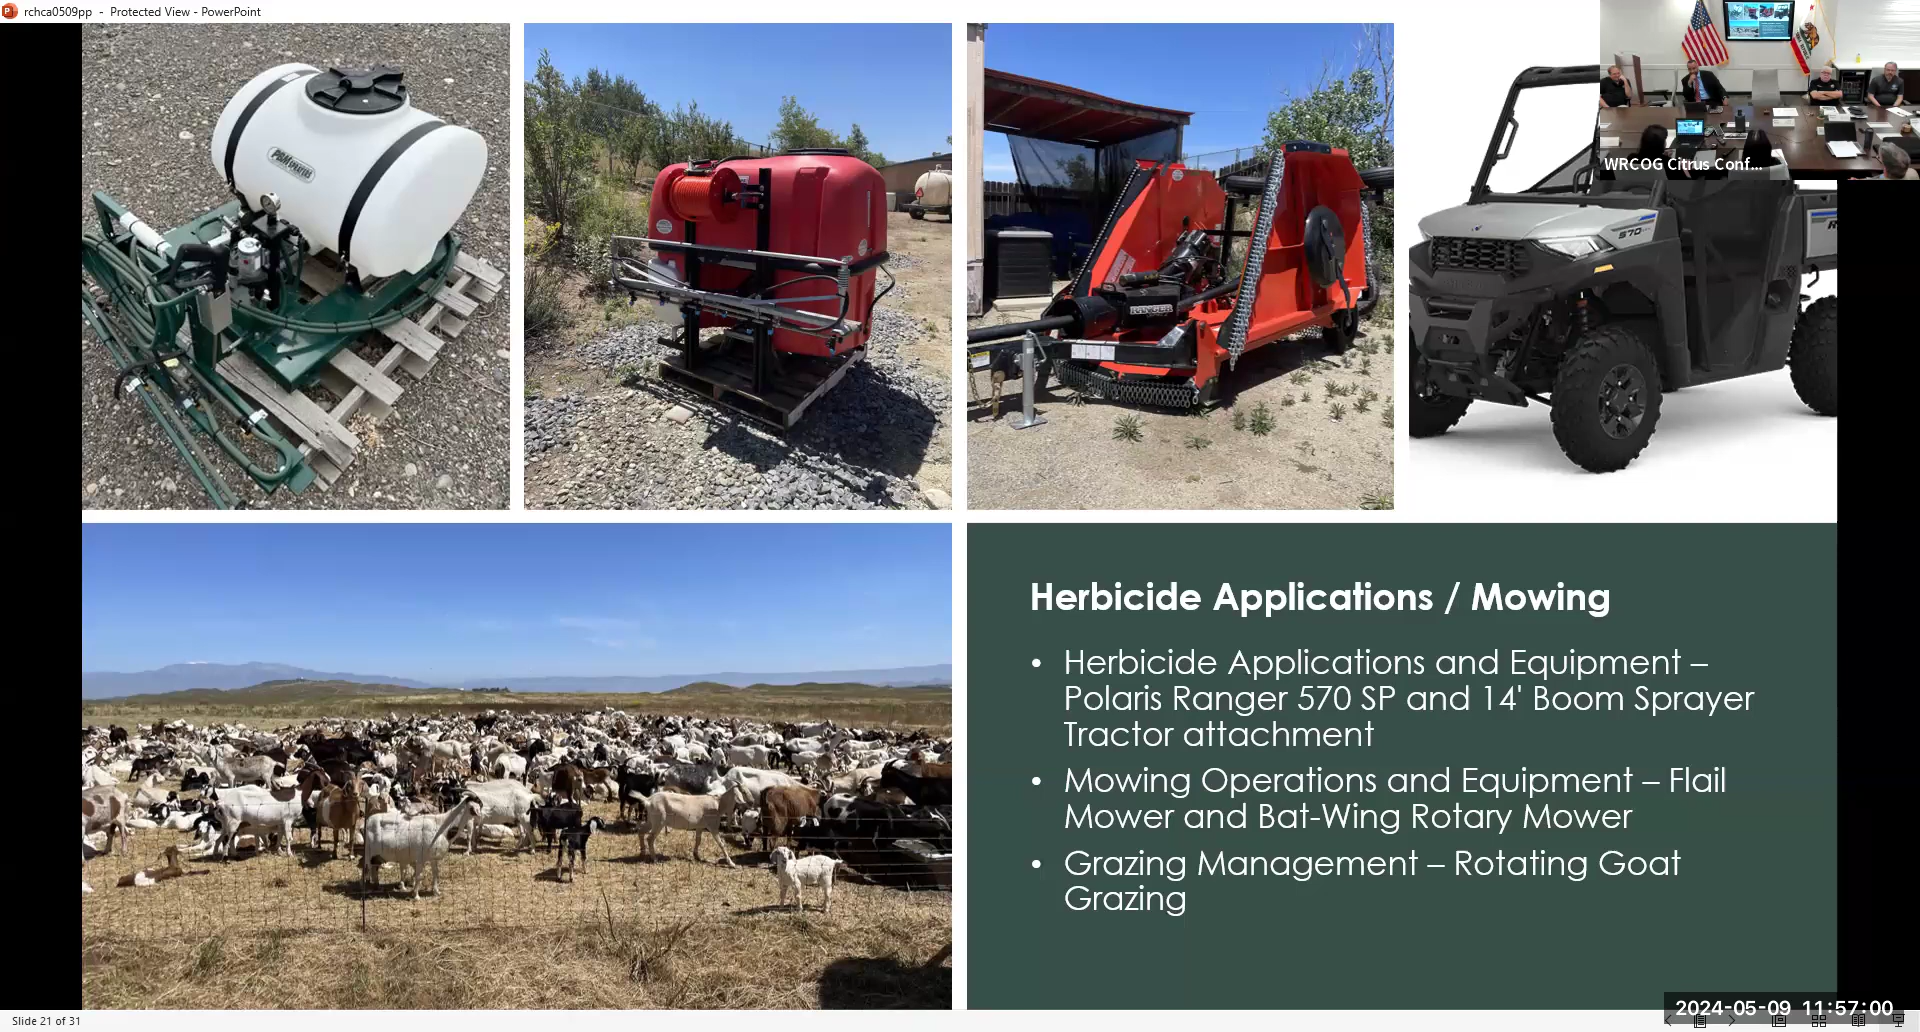 rchca0509pp - Protected View - PowerPoint
WRCOG Citrus Conf...
570
RANGER
Herbicide Applications / Mowing
• Herbicide Applications and Equipment –
Polaris Ranger 570 SP and 14' Boom Sprayer
Tractor attachment
• Mowing Operations and Equipment – Flail
Mower and Bat-Wing Rotary Mower
• Grazing Management – Rotating Goat
Grazing
2024-05-09 11:57:00
Slide 21 of 31